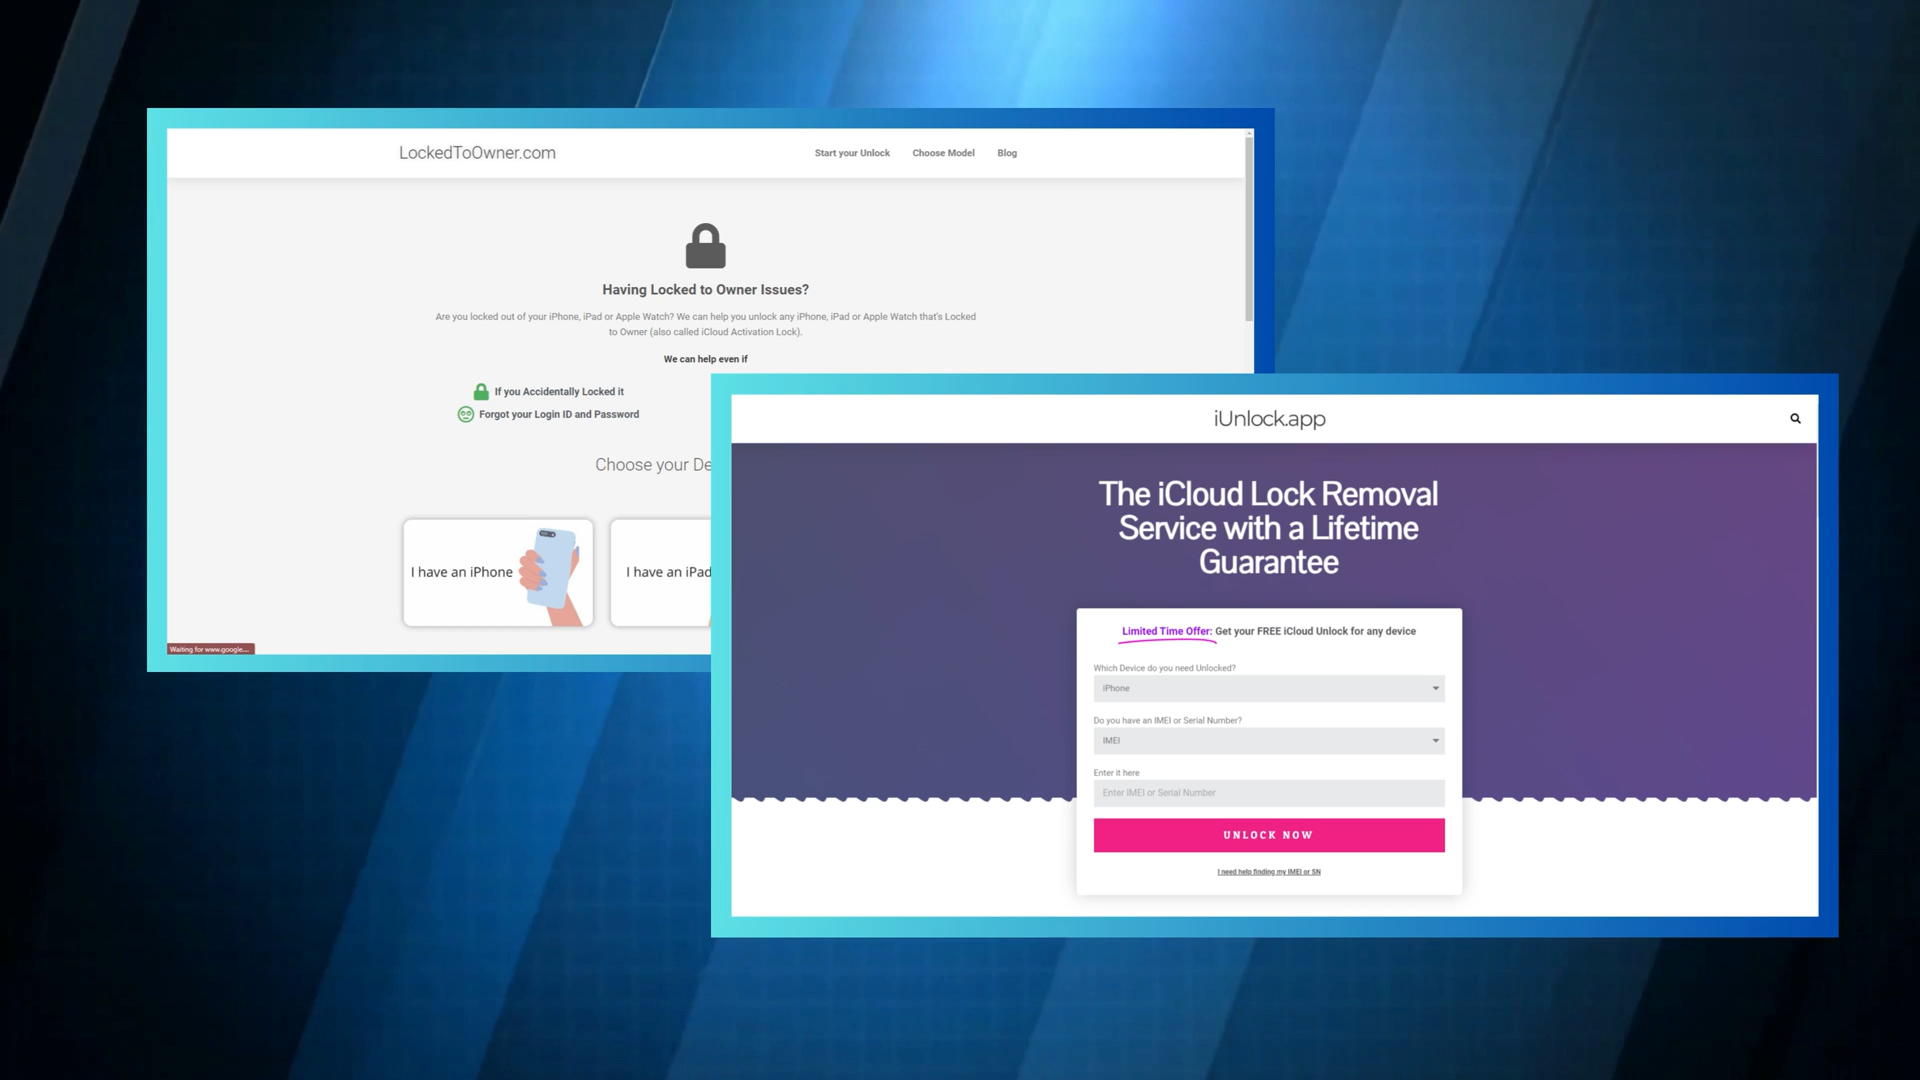 LockedToOwner.com
Start your Unlock Choose Model Blog
Having Locked to Owner Issues?
Are you locked out of your iPhone, iPad or Apple Watch? We can help you unlock any iPhone, iPad or Apple Watch that's Locked
to Owner (also called iCloud Activation Lock).
We can help even if
If you Accidentally Locked it
Forgot your Login ID and Password
Choose your De
I have an iPhone
I have an iPad
Waiting for www.google....
iUnlock.app
The iCloud Lock Removal
Service with a Lifetime
Guarantee
Limited Time Offer: Get your FREE iCloud Unlock for any device
Which Device do you need Unlocked?
iPhone
Do you have an IMEI or Serial Number?
IMEI
Enter it here
Enter IMEI or Serial Number
UNLOCK NOW
I need help finding my IMEI or SN